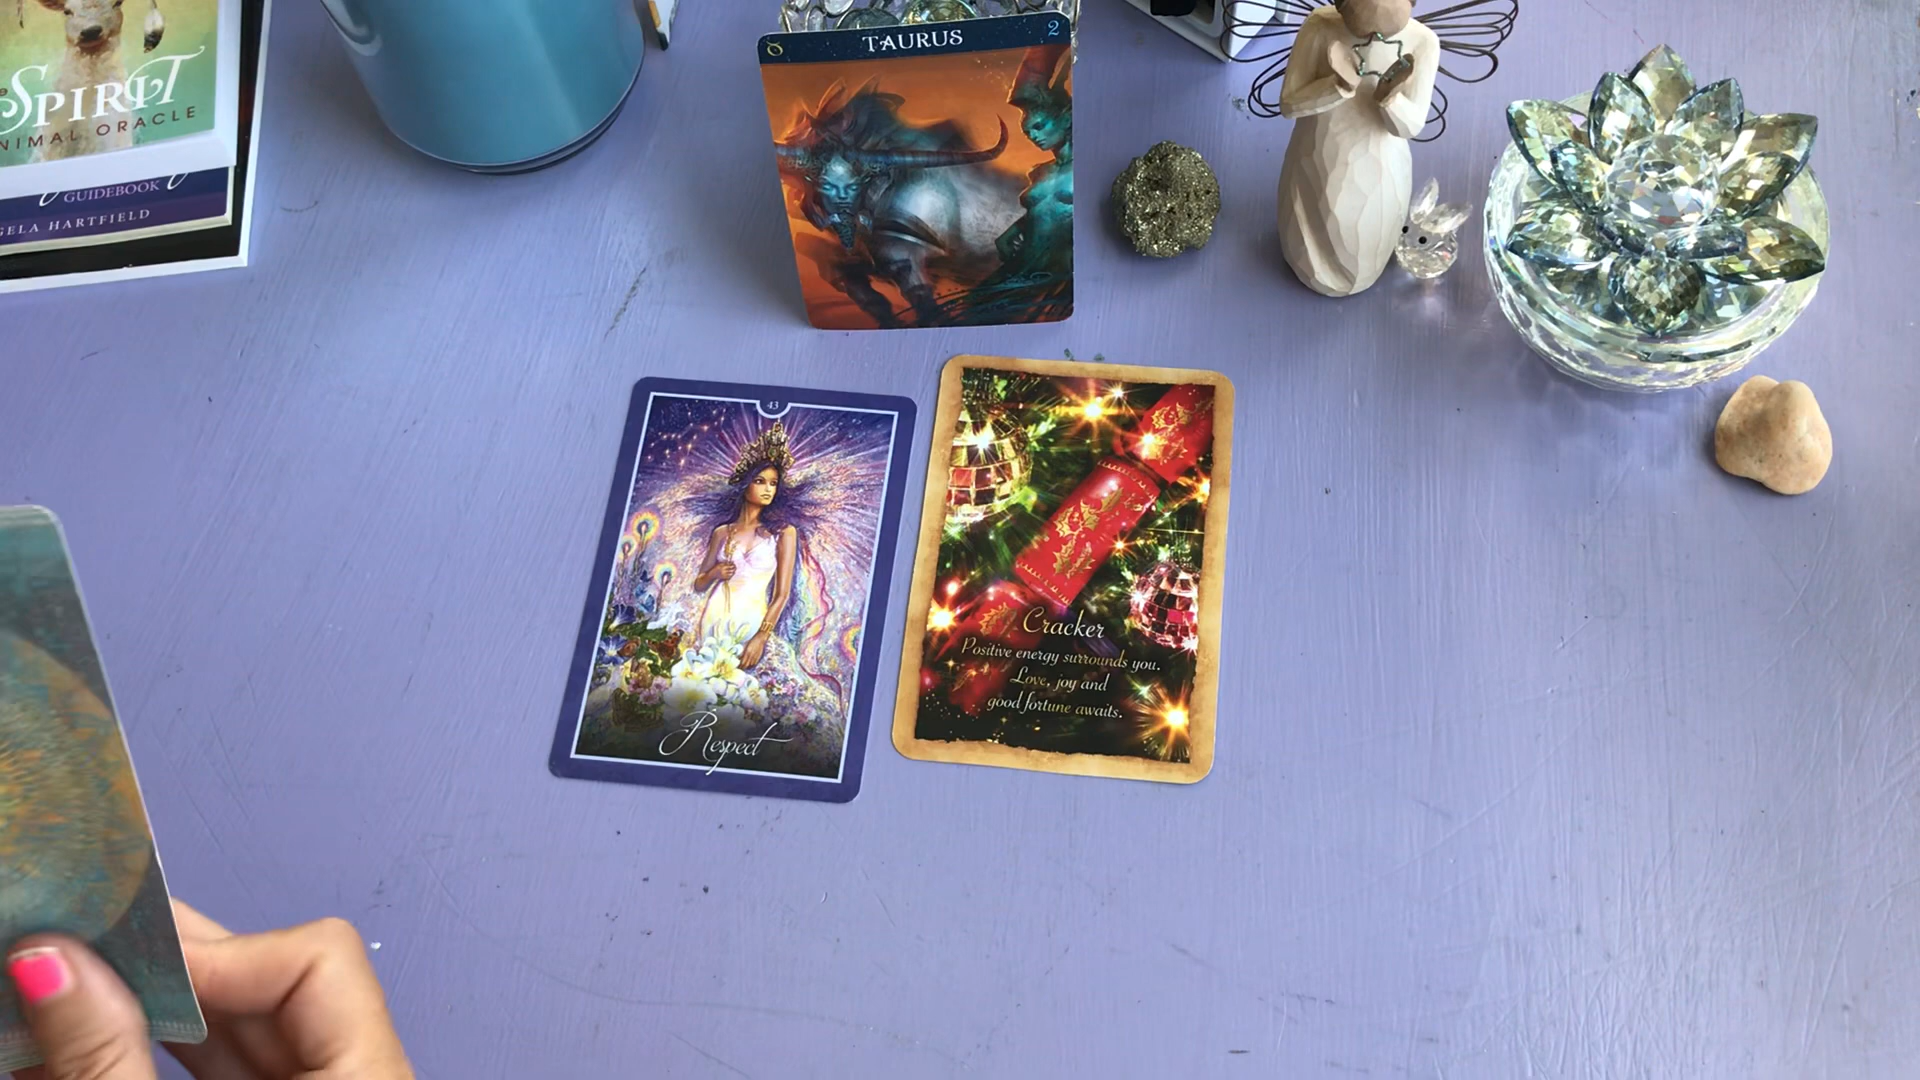 SPIRIT
NIMAL ORACLE
GUIDEBOOK
GELA HARTFIELD
TAURUS
2
43
Respect
Cracker
Positive energy surrounds you.
Love, joy and
good fortune awaits.